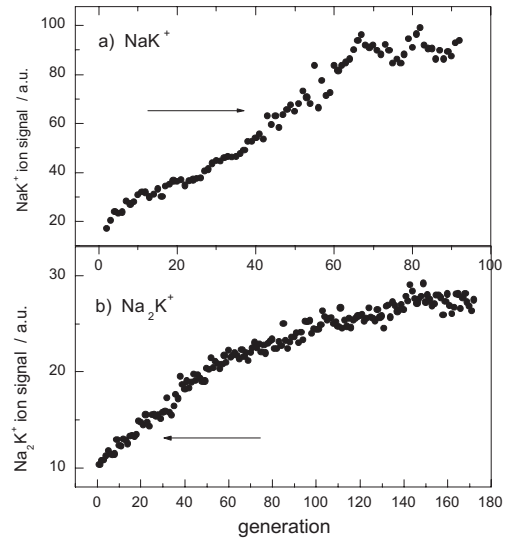 a) NaK⁺
NaK⁺ ion signal / a.u.
100
80
60
40
20
0 20 40 60 80 100
b) Na₂K⁺
Na₂K⁺ ion signal / a.u.
30
20
10
0 20 40 60 80 100 120 140 160 180
generation